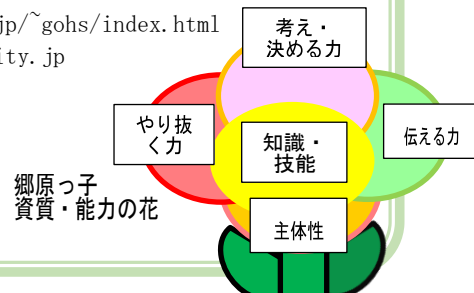 jp/~gohs/index.html
ity.jp
考え・
決める力
やり抜
く力
知識・
技能
伝える力
郷原っ子
資質・能力の花
主体性